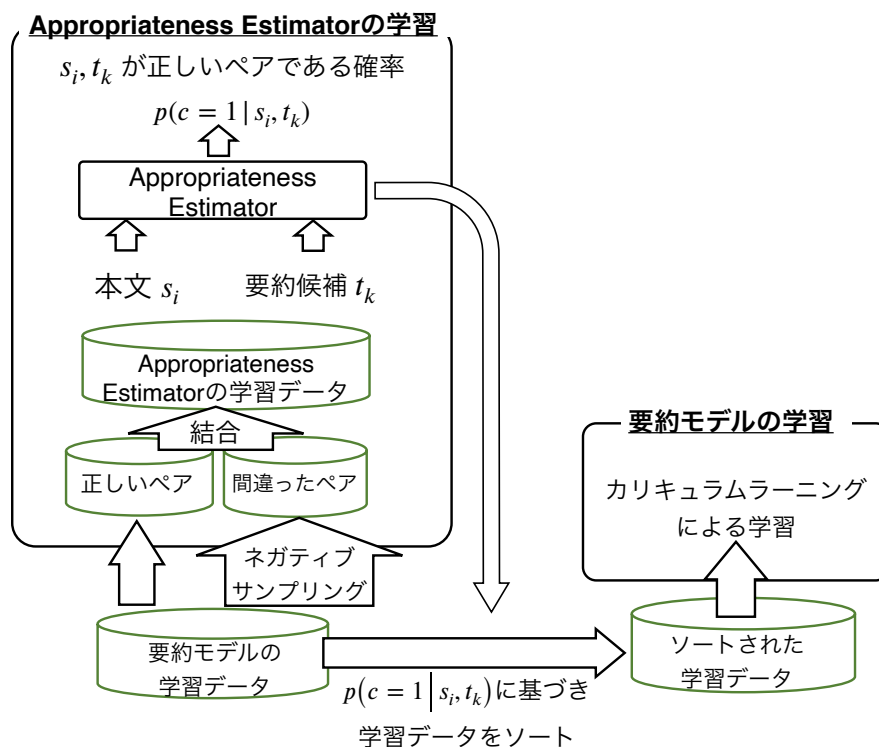 Appropriateness Estimatorの学習
s_i, t_k が正しいペアである確率
p(c = 1 | s_i, t_k)
Appropriateness
Estimator
本文 s_i
要約候補 t_k
Appropriateness
Estimatorの学習データ
結合
正しいペア
間違ったペア
ネガティブ
サンプリング
要約モデルの
学習データ
p(c = 1 | s_i, t_k)に基づき
学習データをソート
要約モデルの学習
カリキュラムラーニング
による学習
ソートされた
学習データ